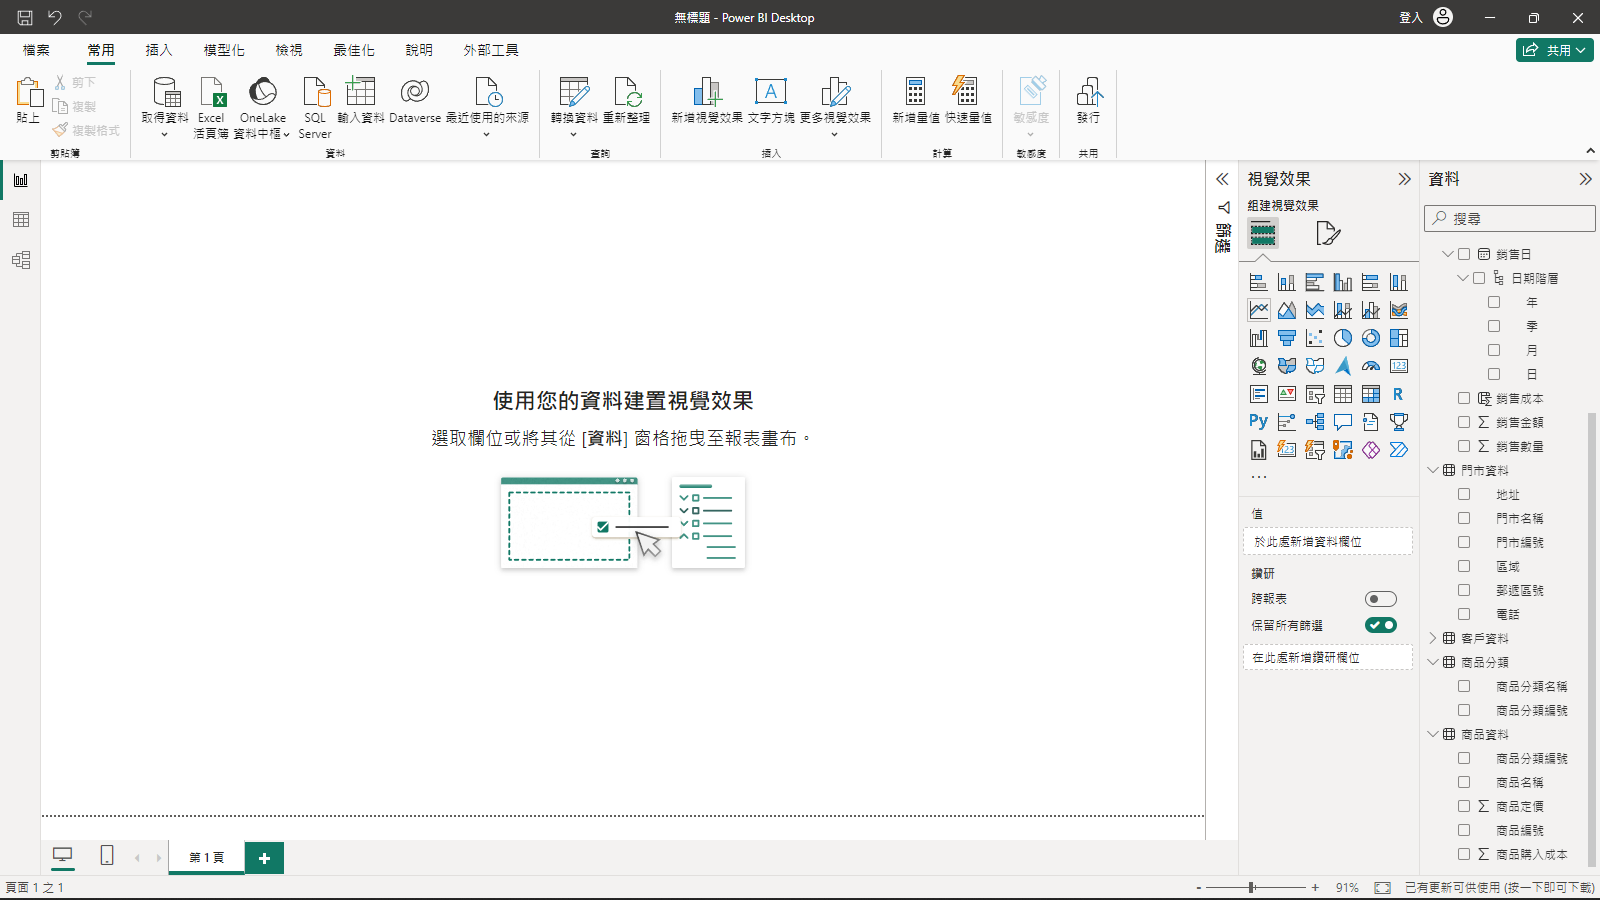 無標題 - Power BI Desktop
登入
檔案 常用 插入 模型化 檢視 最佳化 說明 外部工具
共用
貼上
剪下
複製
複製格式
剪貼簿
取得資料
Excel 活頁簿
OneLake 資料中樞
SQL Server
輸入資料
Dataverse
最近使用的來源
資料
轉換資料
重新整理
查詢
新增視覺效果
文字方塊
更多視覺效果
插入
新增量值
快速量值
計算
敏感度
敏感度
發行
共用
使用您的資料建置視覺效果
選取欄位或將其從 [資料] 窗格拖曳至報表畫布。
篩選
視覺效果
組建視覺效果
123
R
Py
123
...
值
於此處新增資料欄位
鑽研
跨報表
保留所有篩選
在此處新增鑽研欄位
資料
搜尋
銷售日
日期階層
年
季
月
日
銷售成本
銷售金額
銷售數量
門市資料
地址
門市名稱
門市編號
區域
郵遞區號
電話
客戶資料
商品分類
商品分類名稱
商品分類編號
商品資料
商品分類編號
商品名稱
商品定價
商品編號
商品購入成本
第 1 頁
頁面 1 之 1
- + 91%
已有更新可供使用 (按一下即可下載)